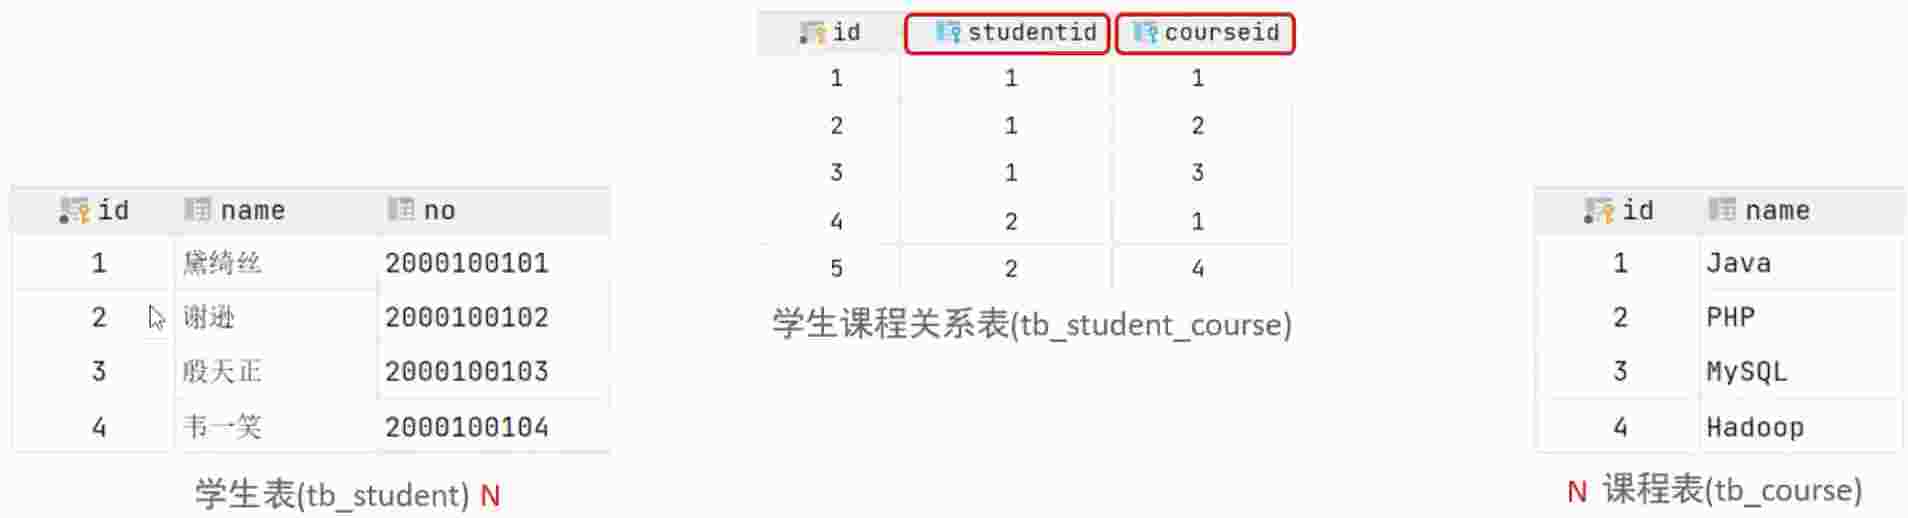 id studentid courseid
1 1 1
2 1 2
3 1 3
4 2 1
5 2 4
学生课程关系表(tb_student_course)
id name no
1 黛绮丝 2000100101
2 谢逊 2000100102
3 殷天正 2000100103
4 韦一笑 2000100104
学生表(tb_student) N
id name
1 Java
2 PHP
3 MySQL
4 Hadoop
N 课程表(tb_course)